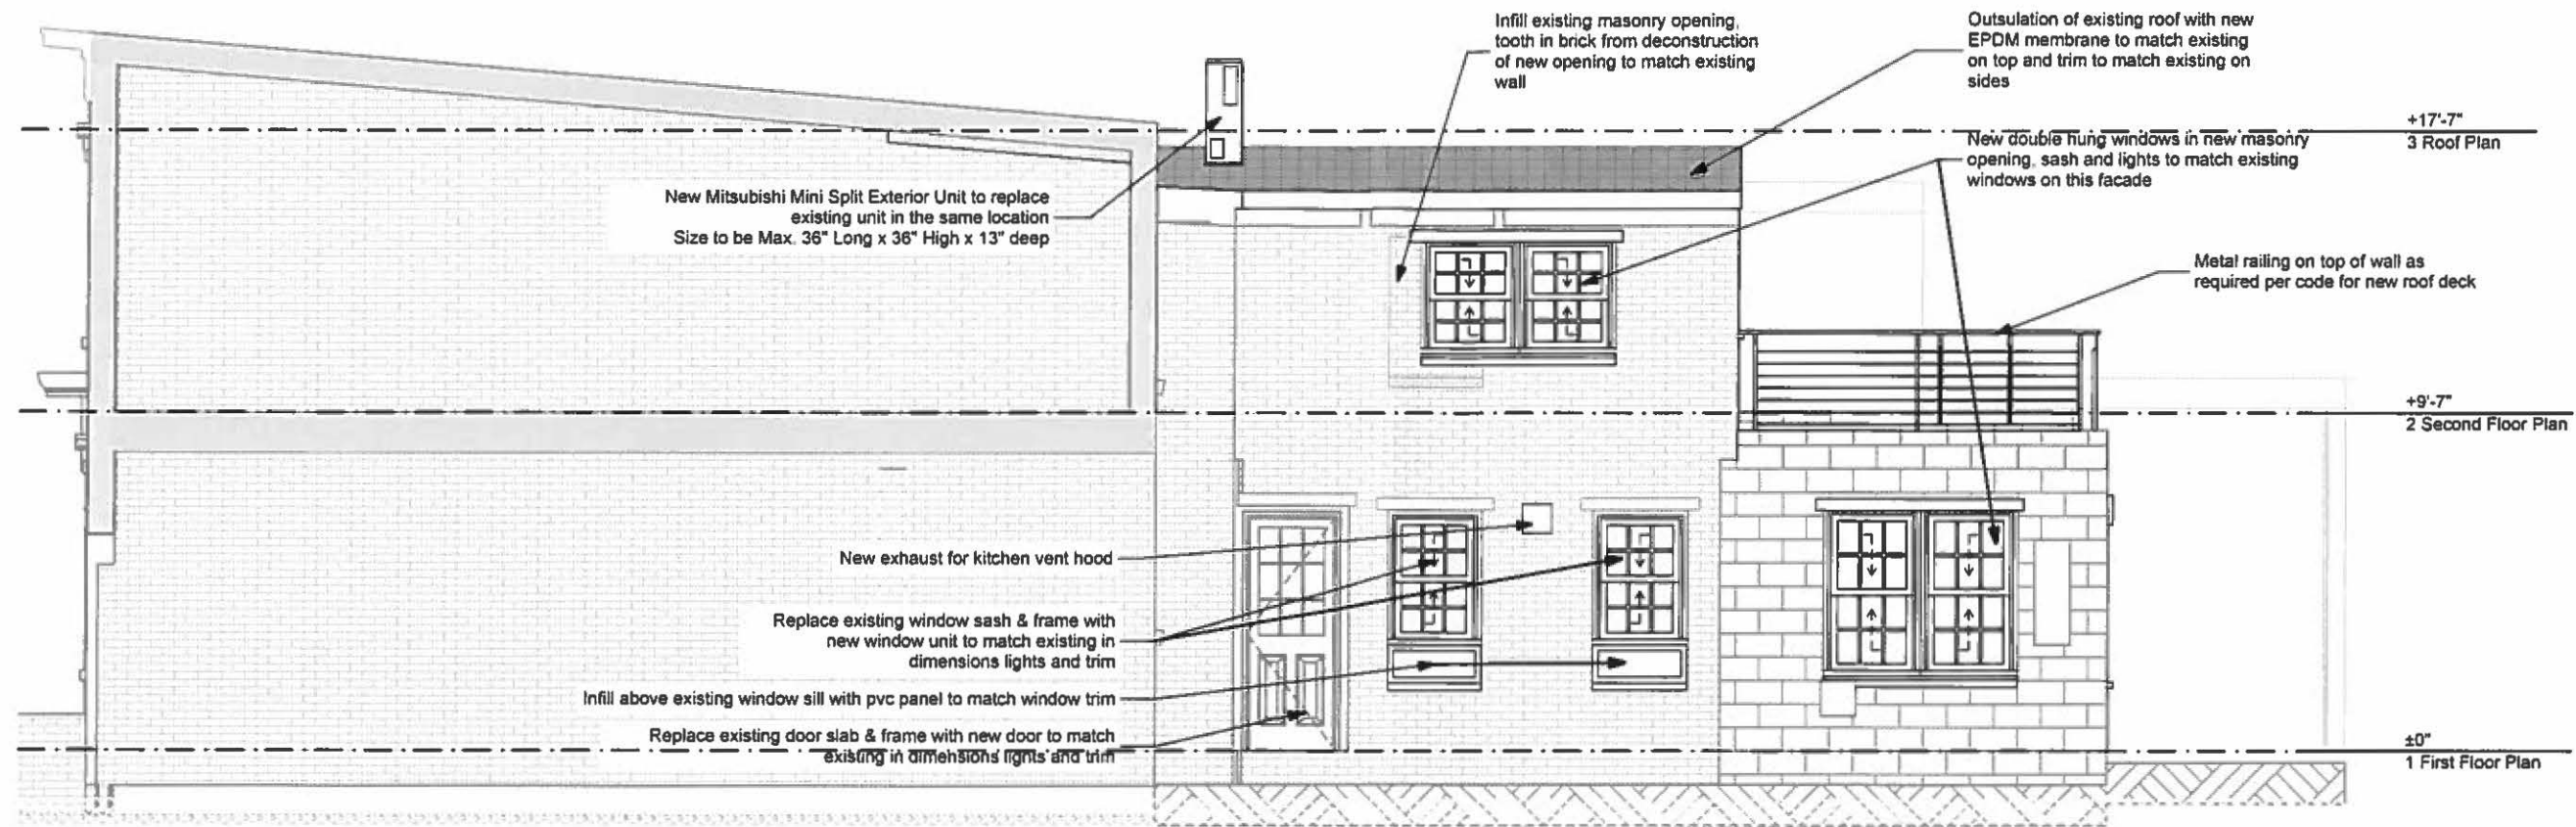 Infill existing masonry opening,
tooth in brick from deconstruction
of new opening to match existing
wall
Outsulation of existing roof with new
EPDM membrane to match existing
on top and trim to match existing on
sides
+17'-7"
3 Roof Plan
New double hung windows in new masonry
opening, sash and lights to match existing
windows on this facade
New Mitsubishi Mini Split Exterior Unit to replace
existing unit in the same location
Size to be Max. 36" Long x 36" High x 13" deep
Metal railing on top of wall as
required per code for new roof deck
+9'-7"
2 Second Floor Plan
New exhaust for kitchen vent hood
Replace existing window sash & frame with
new window unit to match existing in
dimensions lights and trim
Infill above existing window sill with pvc panel to match window trim
Replace existing door slab & frame with new door to match
existing in dimensions lights and trim
±0"
1 First Floor Plan